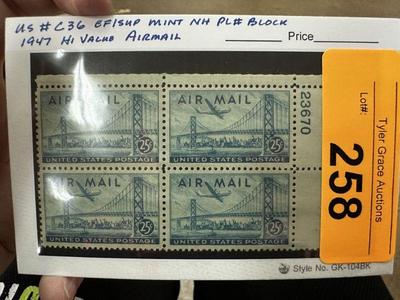 US #C36 EF/SUP MINT NH PL# BLOCK
1947 HI VALUE AIRMAIL
Price
AIR MAIL
25¢
UNITED STATES POSTAGE
AIR MAIL
25¢
UNITED STATES POSTAGE
23670
AIR MAIL
25¢
UNITED STATES POSTAGE
AIR MAIL
25¢
UNITED STATES POSTAGE
Tyler Grace Auctions
Lot#:
258
Style No. GK-104BK